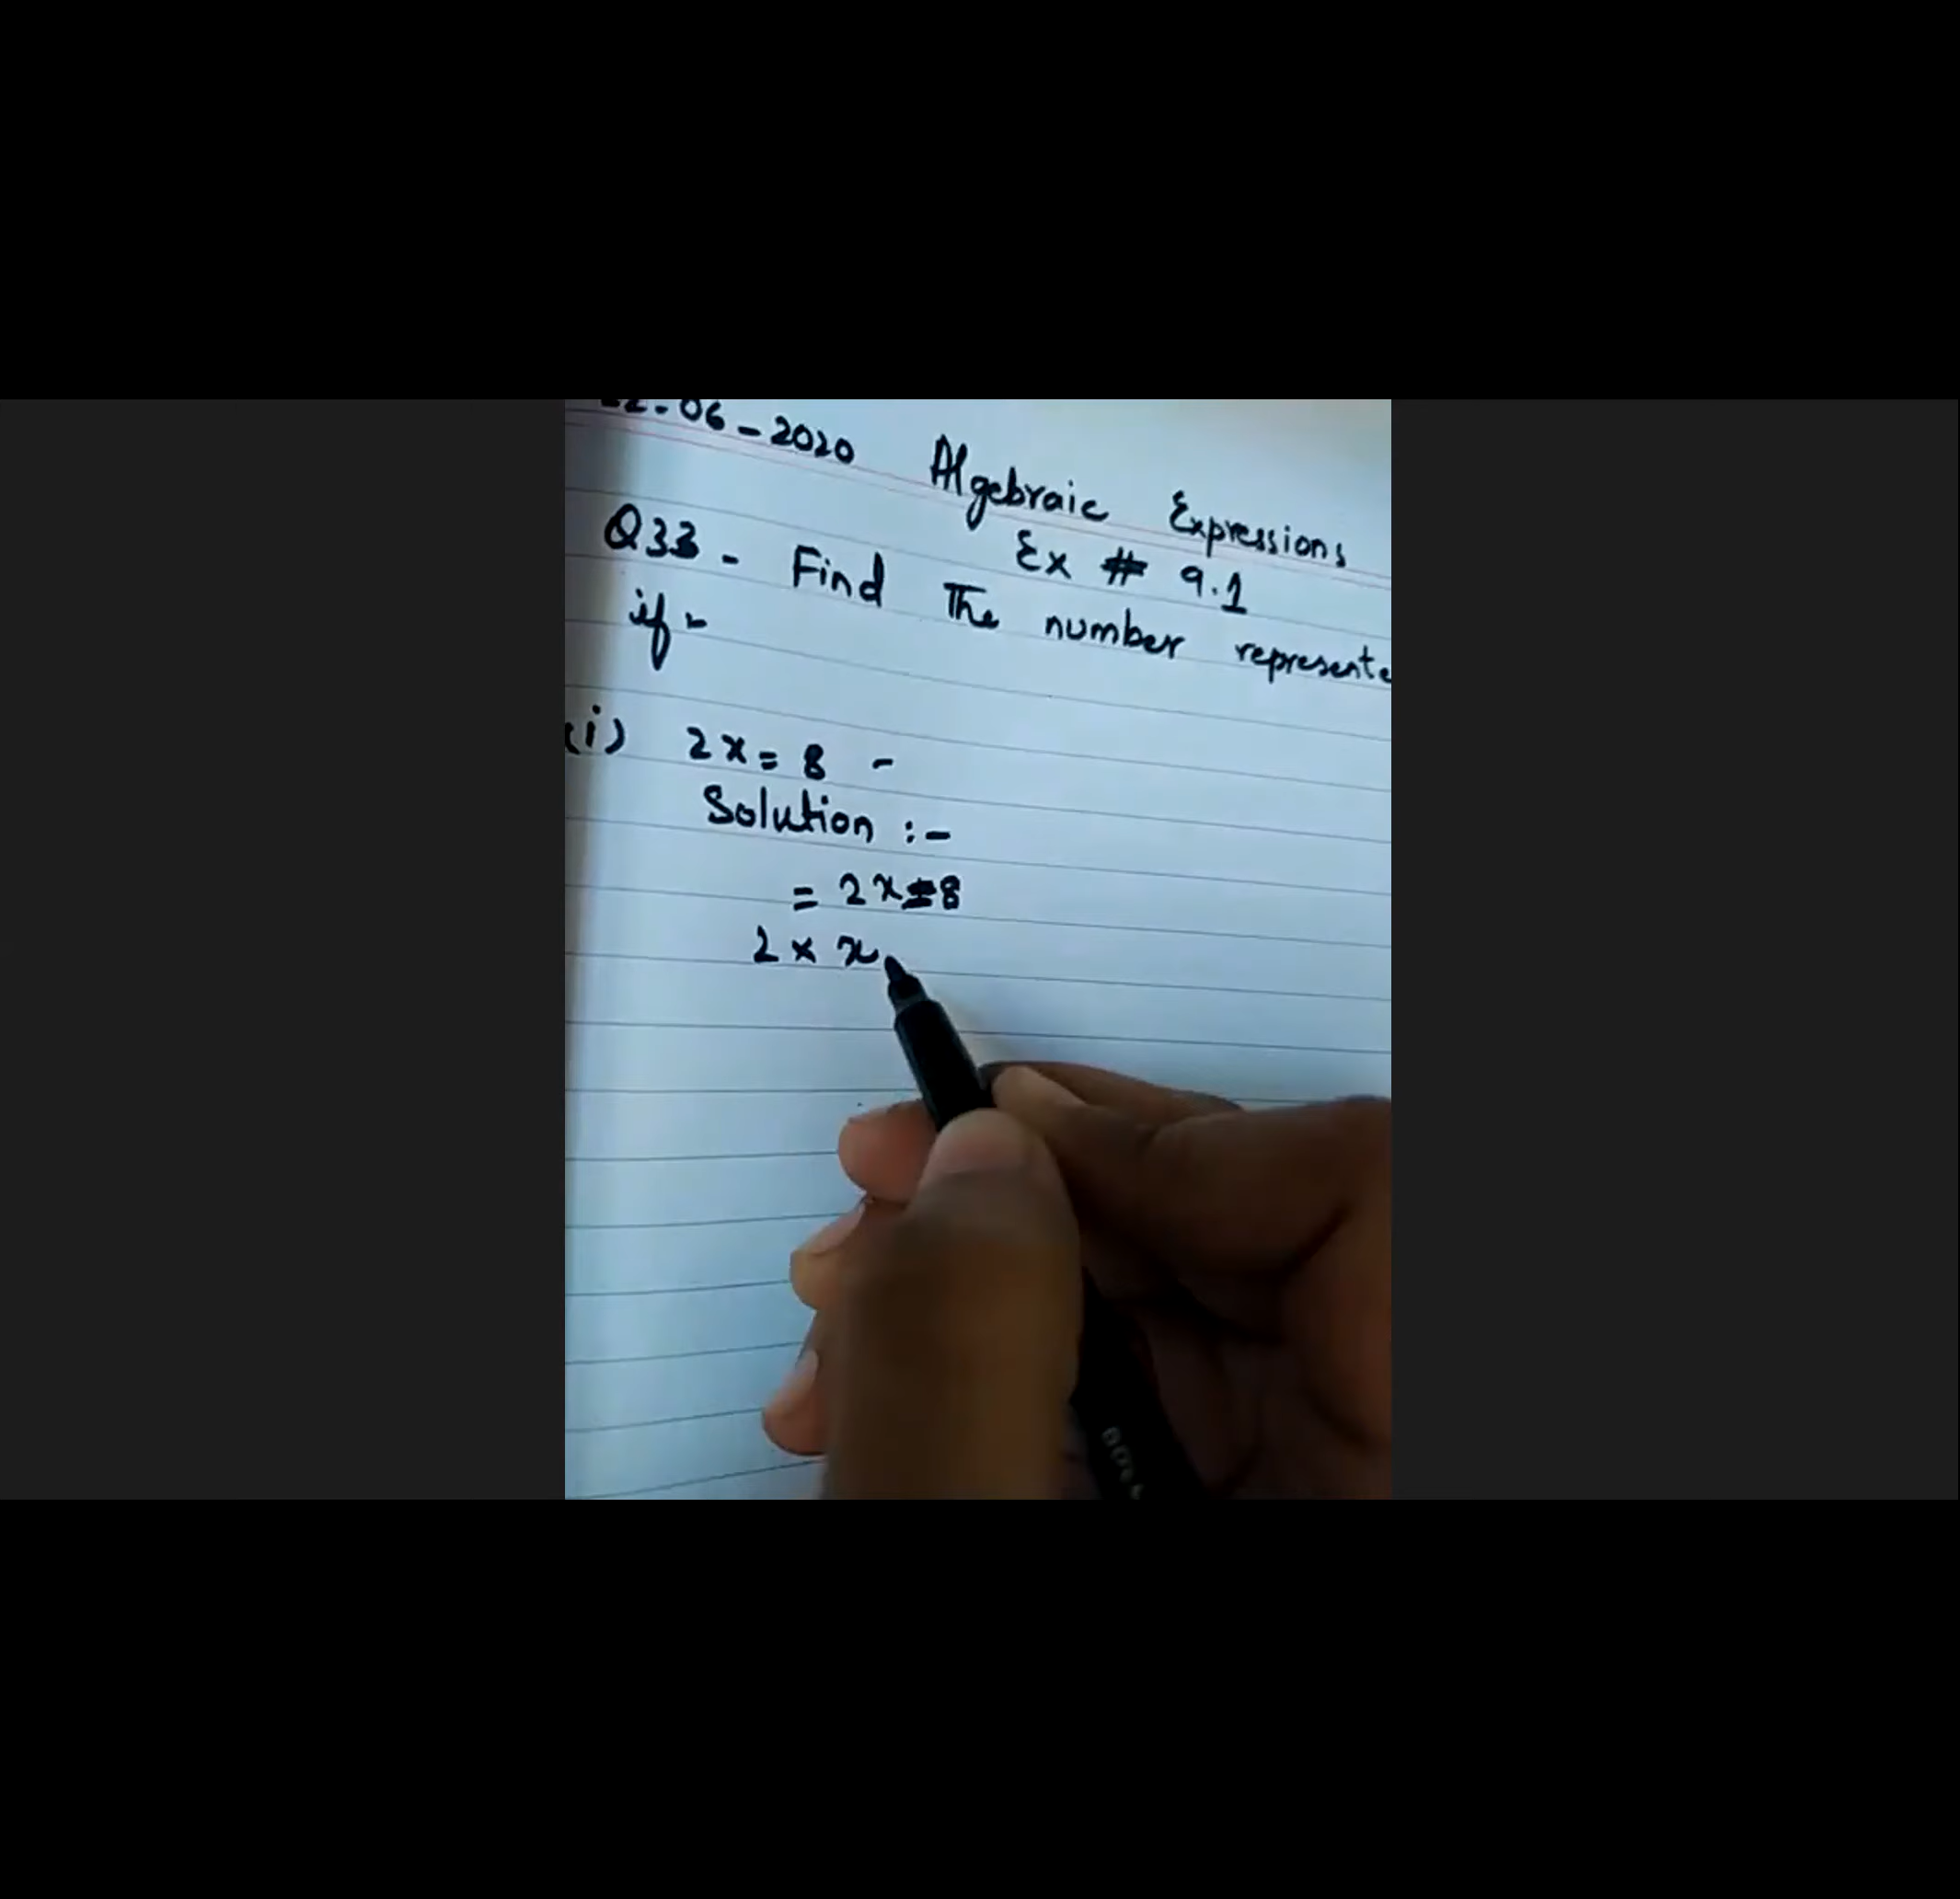 -06-2020 Algebraic Expressions
Ex # 9.1
Q33- Find The number represente
if-
(i) 2x = 8 -
Solution :-
= 2x=8
2 × x